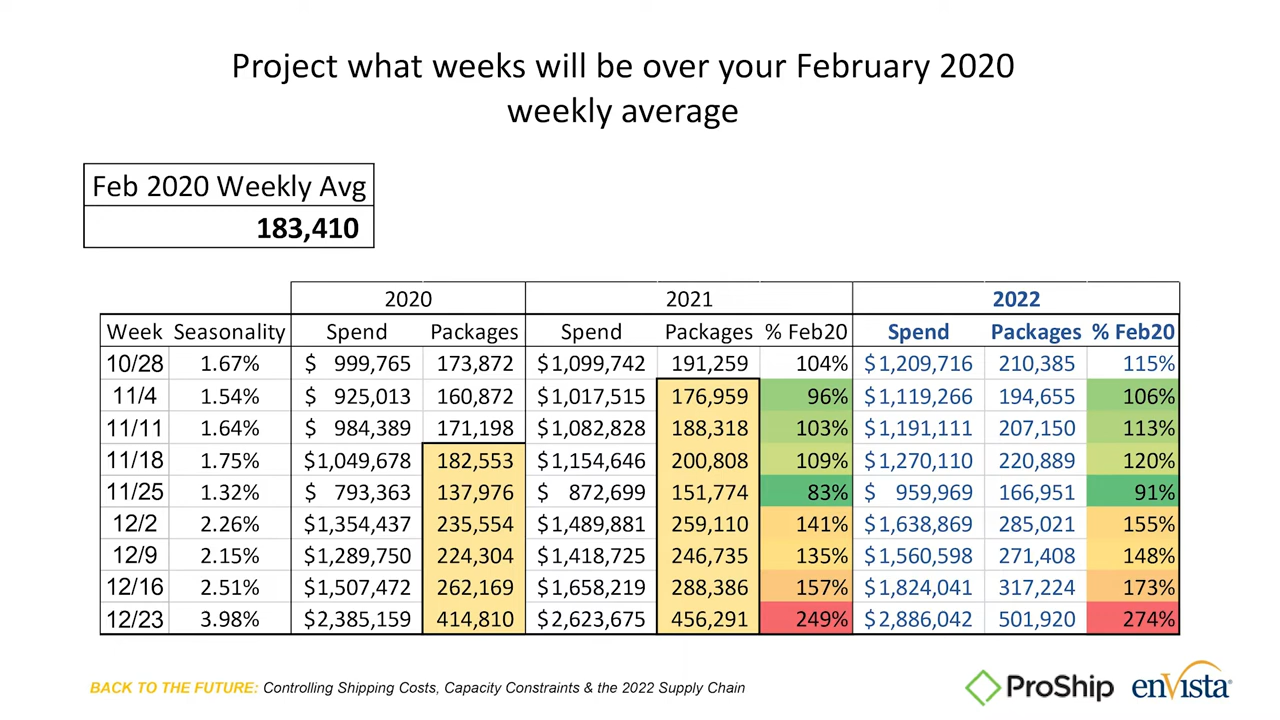 Project what weeks will be over your February 2020
weekly average
Feb 2020 Weekly Avg
183,410
2020 2021 2022
Week Seasonality Spend Packages Spend Packages % Feb20 Spend Packages % Feb20
10/28 1.67% $ 999,765 173,872 $1,099,742 191,259 104% $1,209,716 210,385 115%
11/4 1.54% $ 925,013 160,872 $1,017,515 176,959 96% $1,119,266 194,655 106%
11/11 1.64% $ 984,389 171,198 $1,082,828 188,318 103% $1,191,111 207,150 113%
11/18 1.75% $1,049,678 182,553 $1,154,646 200,808 109% $1,270,110 220,889 120%
11/25 1.32% $ 793,363 137,976 $ 872,699 151,774 83% $ 959,969 166,951 91%
12/2 2.26% $1,354,437 235,554 $1,489,881 259,110 141% $1,638,869 285,021 155%
12/9 2.15% $1,289,750 224,304 $1,418,725 246,735 135% $1,560,598 271,408 148%
12/16 2.51% $1,507,472 262,169 $1,658,219 288,386 157% $1,824,041 317,224 173%
12/23 3.98% $2,385,159 414,810 $2,623,675 456,291 249% $2,886,042 501,920 274%
BACK TO THE FUTURE: Controlling Shipping Costs, Capacity Constraints & the 2022 Supply Chain
ProShip enVista®